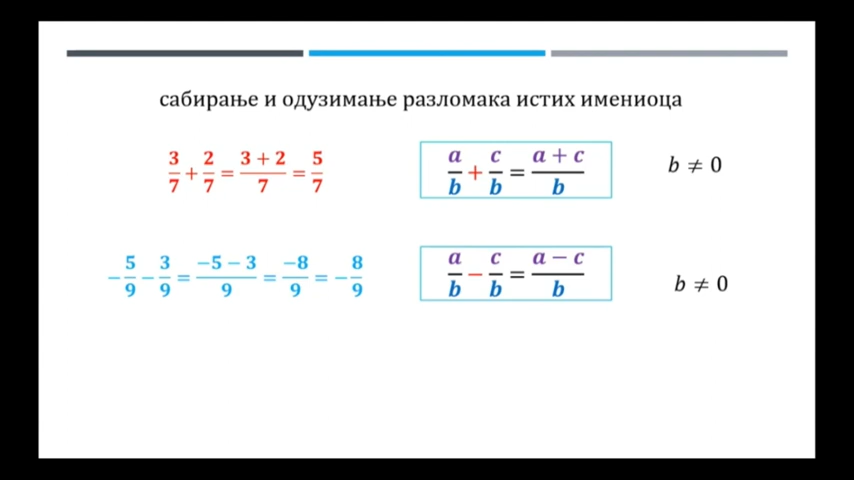 сабирање и одузимање разломака истих имениоца
3/7 + 2/7 = (3 + 2)/7 = 5/7
a/b + c/b = (a + c)/b
b ≠ 0
−5/9 − 3/9 = (−5 − 3)/9 = (−8)/9 = −8/9
a/b − c/b = (a − c)/b
b ≠ 0